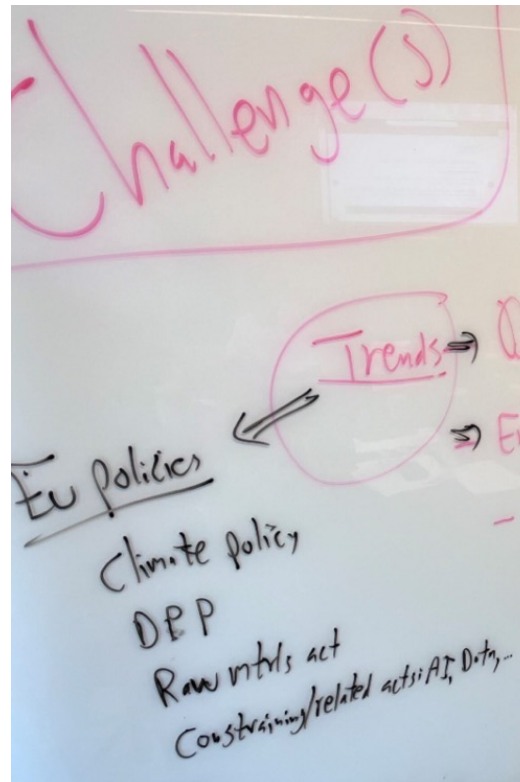 Challenge(s)
Trends ⇒
⇒ E
Eu policies
Climate policy
DPP
Raw mtrls act
Constraining/related acts: AI, Data,...